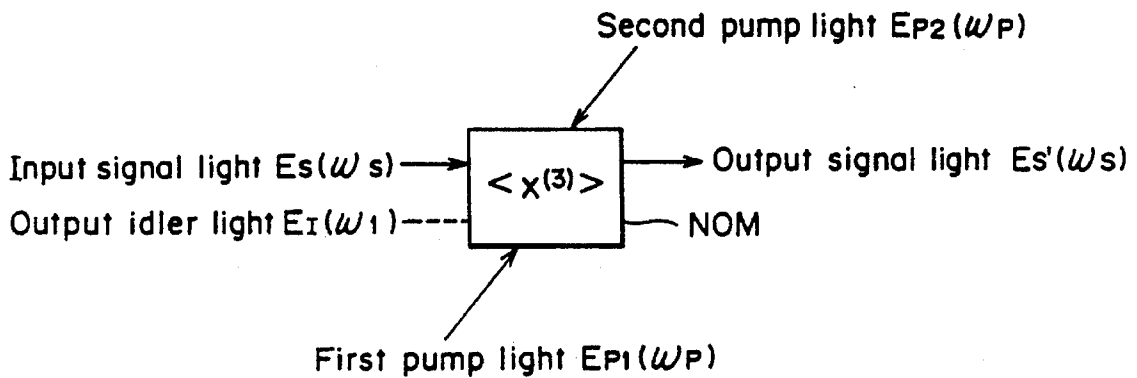 Second pump light EP2(ωP)
Input signal light Es(ωs)
<χ(3)>
Output signal light Es'(ωs)
Output idler light EI(ω1)
NOM
First pump light EP1(ωP)